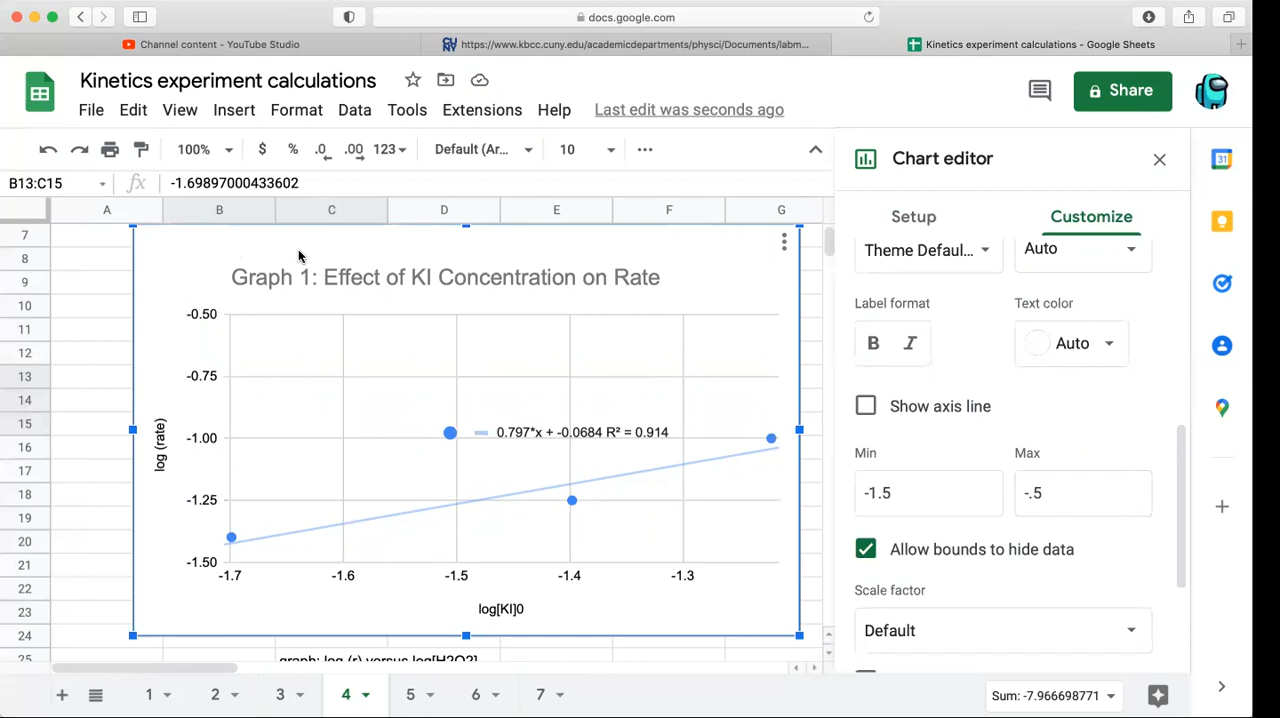 docs.google.com
Channel content - YouTube Studio
https://www.kbcc.cuny.edu/academicdepartments/physci/Documents/labm...
Kinetics experiment calculations - Google Sheets
Kinetics experiment calculations
File Edit View Insert Format Data Tools Extensions Help Last edit was seconds ago
Share
100% $ % .0 .00 123 Default (Ar... 10
B13:C15 fx -1.69897000433602
A B C D E F G
7
8
9
10
11
12
13
14
15
16
17
18
19
20
21
22
23
24
25
Graph 1: Effect of KI Concentration on Rate
-0.50
-0.75
-1.00
-1.25
-1.50
log (rate)
0.797*x + -0.0684 R² = 0.914
-1.7 -1.6 -1.5 -1.4 -1.3
log[KI]0
graph: log (r) versus log[H2O2]
Chart editor
Setup Customize
Theme Defaul... Auto
Label format Text color
B I Auto
Show axis line
Min Max
-1.5 -.5
Allow bounds to hide data
Scale factor
Default
31
1 2 3 4 5 6 7
Sum: -7.966698771